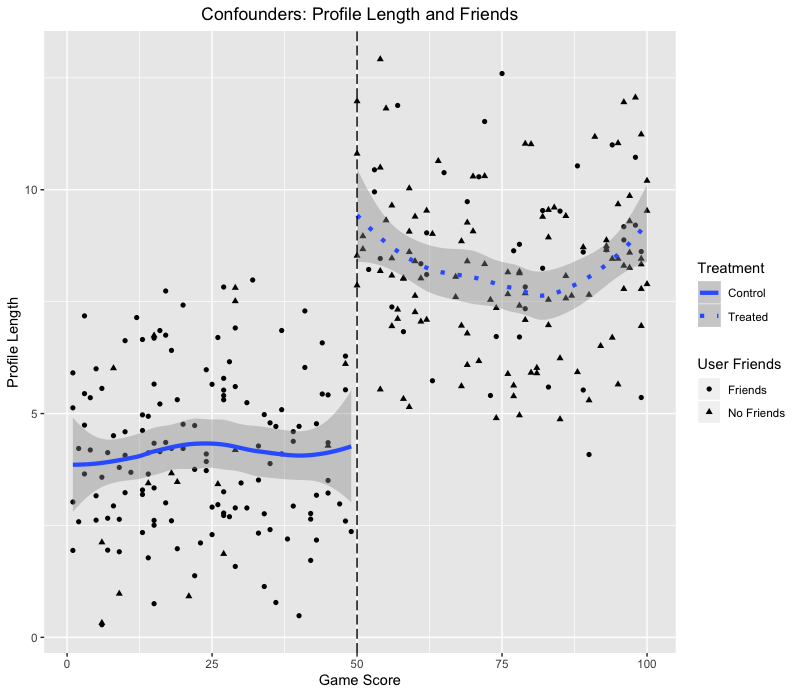 Confounders: Profile Length and Friends
Profile Length
10
5
0
0 25 50 75 100
Game Score
Treatment
Control
Treated
User Friends
Friends
No Friends